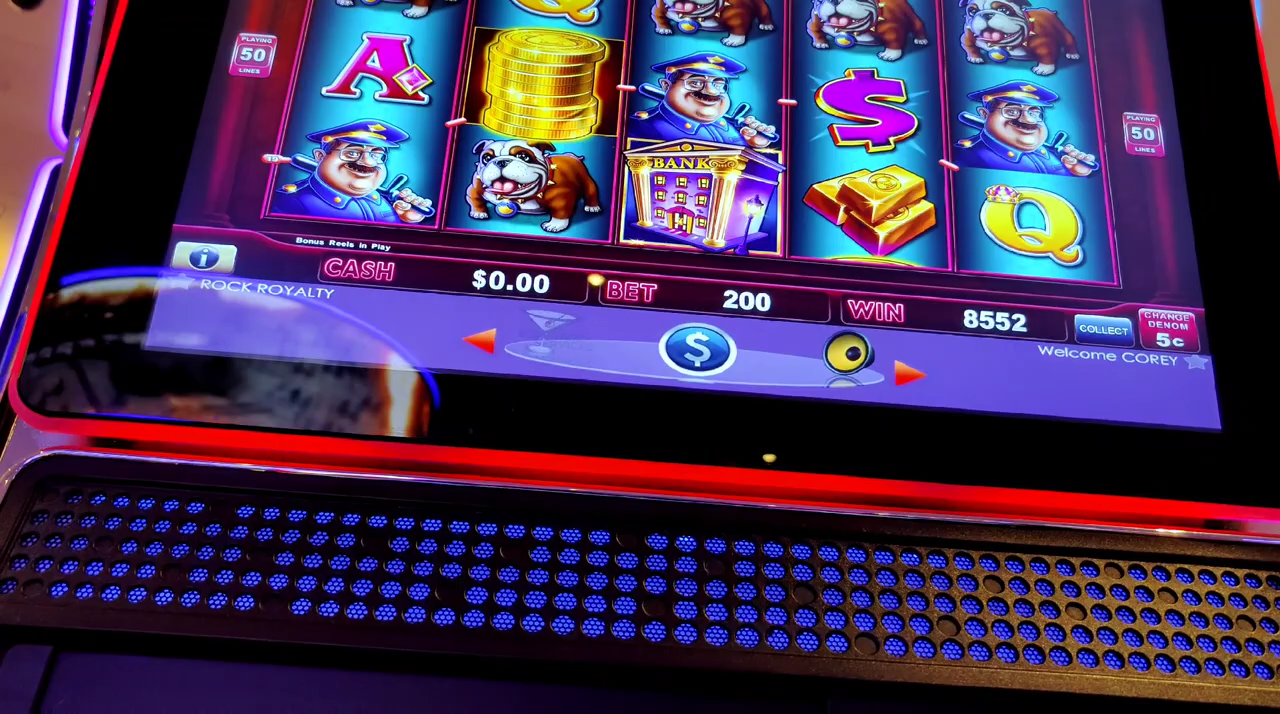 PLAYING
50
LINES
A
$
PLAYING
50
LINES
BANK
Q
Bonus Reels in Play
i
CASH
$0.00
BET
200
WIN
8552
COLLECT
CHANGE
DENOM
5¢
ROCK ROYALTY
$
Welcome COREY